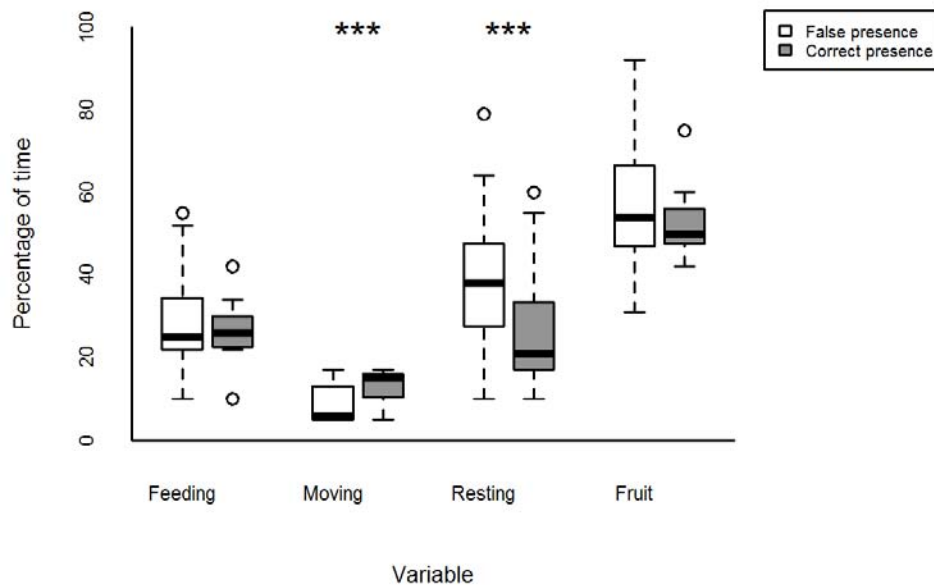 100
80
60
40
20
0
Percentage of time
*** ***
False presence
Correct presence
Feeding Moving Resting Fruit
Variable